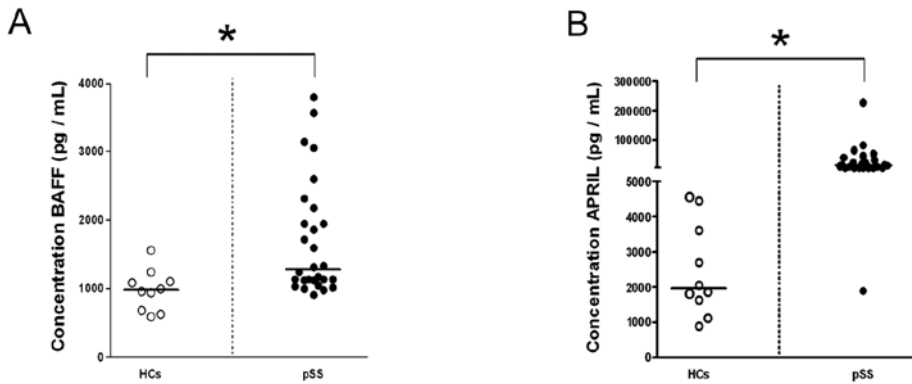 A
*
Concentration BAFF (pg / mL)
4000
3000
2000
1000
0
HCs pSS
B
*
Concentration APRIL (pg / mL)
300000
200000
100000
5000
4000
3000
2000
1000
0
HCs pSS